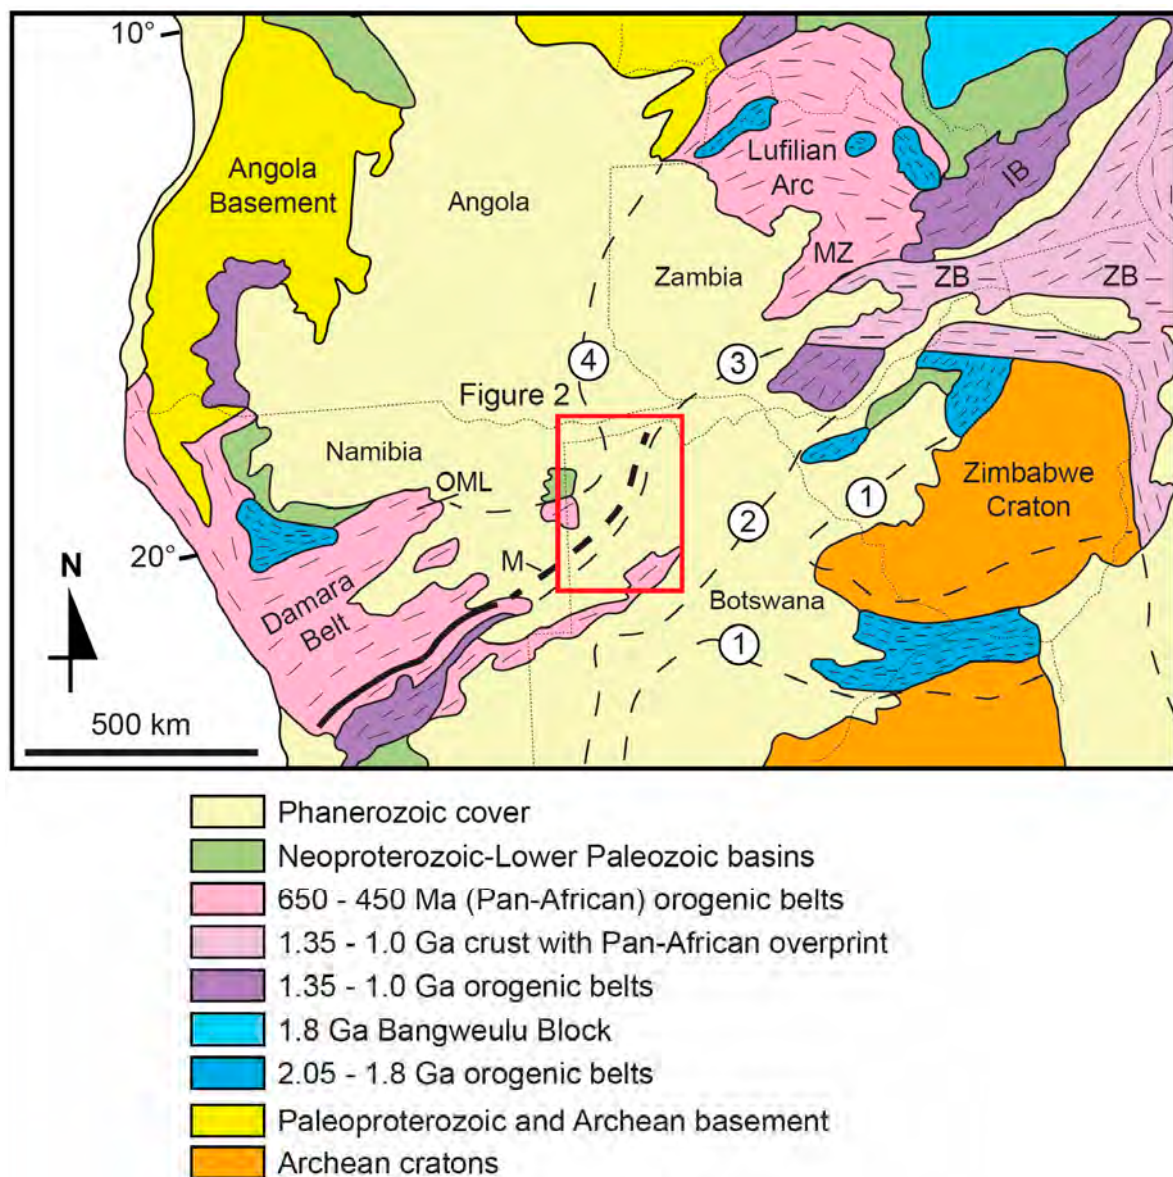 10°
Angola
Basement
Angola
Lufilian
Arc
IB
MZ
Zambia
ZB
ZB
4
3
Figure 2
Namibia
OML
Zimbabwe
Craton
1
2
20°
M
N
Damara
Belt
Botswana
1
500 km
Phanerozoic cover
Neoproterozoic-Lower Paleozoic basins
650 - 450 Ma (Pan-African) orogenic belts
1.35 - 1.0 Ga crust with Pan-African overprint
1.35 - 1.0 Ga orogenic belts
1.8 Ga Bangweulu Block
2.05 - 1.8 Ga orogenic belts
Paleoproterozoic and Archean basement
Archean cratons